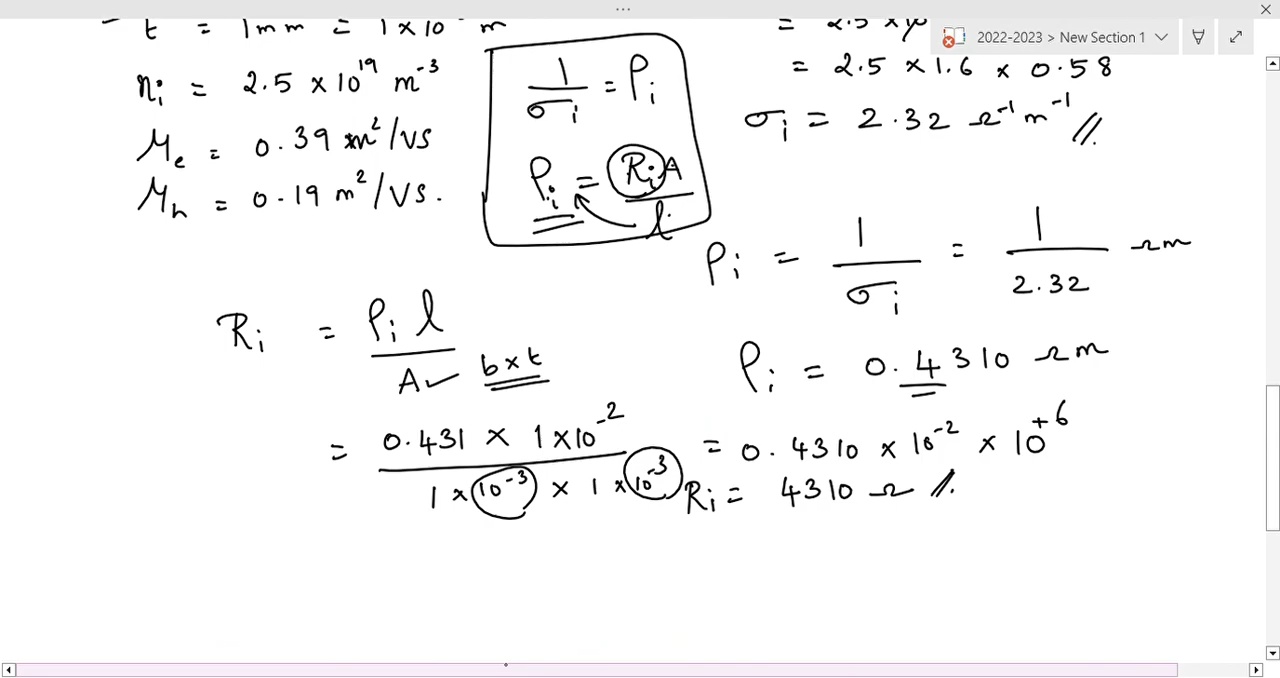 t = 1mm = 1 × 10 m
nᵢ = 2.5 × 10¹⁹ m⁻³
μₑ = 0.39 m²/VS
μₕ = 0.19 m²/VS.
1/σᵢ = ρᵢ
ρᵢ = RᵢA/l
= 2.5 ×
2022-2023 > New Section 1
= 2.5 × 1.6 × 0.58
σᵢ = 2.32 Ω⁻¹m⁻¹ //
ρᵢ = 1/σᵢ = 1/2.32 Ωm
ρᵢ = 0.4310 Ωm
Rᵢ = ρᵢ l/A ✓ b×t
= 0.431 × 1×10⁻²/1 × 10⁻³ × 1 × 10⁻³ = 0.4310 × 10⁻² × 10⁺⁶
Rᵢ = 4310 Ω //.